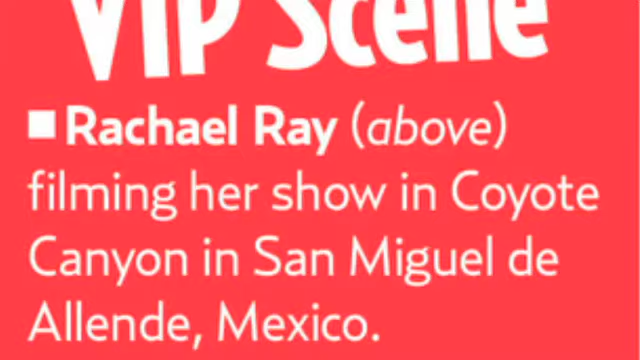 VIP Scene
■ Rachael Ray (above)
filming her show in Coyote
Canyon in San Miguel de
Allende, Mexico.